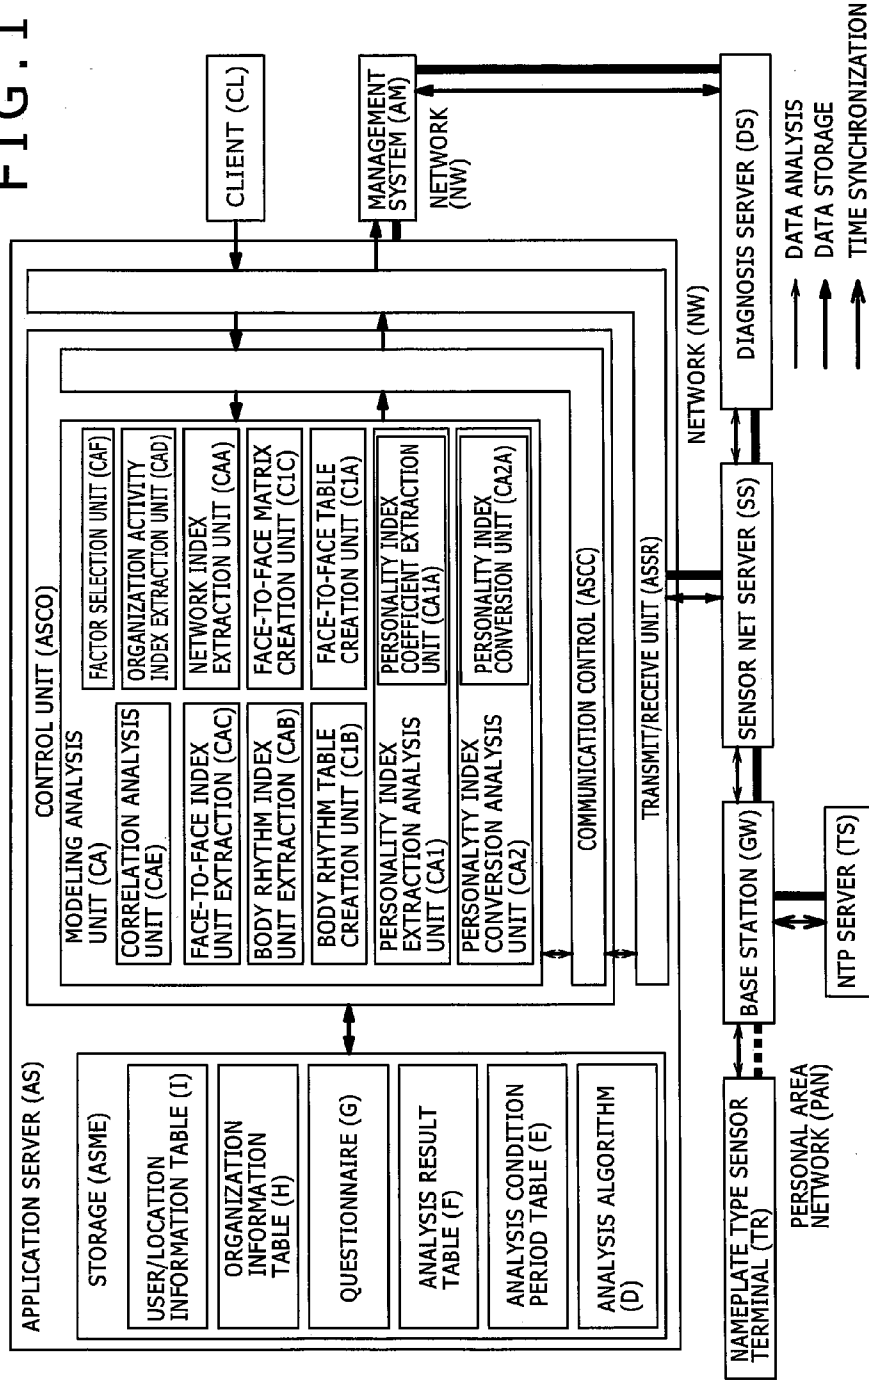 FIG.1
APPLICATION SERVER (AS)
STORAGE (ASME)
USER/LOCATION
INFORMATION TABLE (I)
ORGANIZATION
INFORMATION
TABLE (H)
QUESTIONNAIRE (G)
ANALYSIS RESULT
TABLE (F)
ANALYSIS CONDITION
PERIOD TABLE (E)
ANALYSIS ALGORITHM
(D)
CONTROL UNIT (ASCO)
MODELING ANALYSIS
UNIT (CA)
FACTOR SELECTION UNIT (CAF)
CORRELATION ANALYSIS
UNIT (CAE)
ORGANIZATION ACTIVITY
INDEX EXTRACTION UNIT (CAD)
FACE-TO-FACE INDEX
UNIT EXTRACTION (CAC)
NETWORK INDEX
EXTRACTION UNIT (CAA)
BODY RHYTHM INDEX
UNIT EXTRACTION (CAB)
FACE-TO-FACE MATRIX
CREATION UNIT (C1C)
BODY RHYTHM TABLE
CREATION UNIT (C1B)
FACE-TO-FACE TABLE
CREATION UNIT (C1A)
PERSONALITY INDEX
EXTRACTION ANALYSIS
UNIT (CA1)
PERSONALITY INDEX
COEFFICIENT EXTRACTION
UNIT (CA1A)
PERSONALYTY INDEX
CONVERSION ANALYSIS
UNIT (CA2)
PERSONALITY INDEX
CONVERSION UNIT (CA2A)
COMMUNICATION CONTROL (ASCC)
TRANSMIT/RECEIVE UNIT (ASSR)
CLIENT (CL)
MANAGEMENT
SYSTEM (AM)
NETWORK
(NW)
NETWORK (NW)
NAMEPLATE TYPE SENSOR
TERMINAL (TR)
BASE STATION (GW)
SENSOR NET SERVER (SS)
DIAGNOSIS SERVER (DS)
PERSONAL AREA
NETWORK (PAN)
NTP SERVER (TS)
DATA ANALYSIS
DATA STORAGE
TIME SYNCHRONIZATION